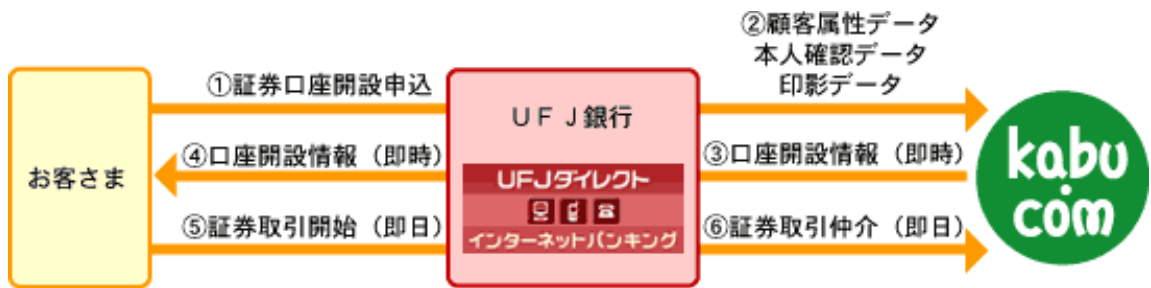 ②顧客属性データ
本人確認データ
印影データ
①証券口座開設申込
UFJ銀行
④口座開設情報（即時）
③口座開設情報（即時）
お客さま
UFJダイレクト
インターネットバンキング
kabu.com
⑤証券取引開始（即日）
⑥証券取引仲介（即日）